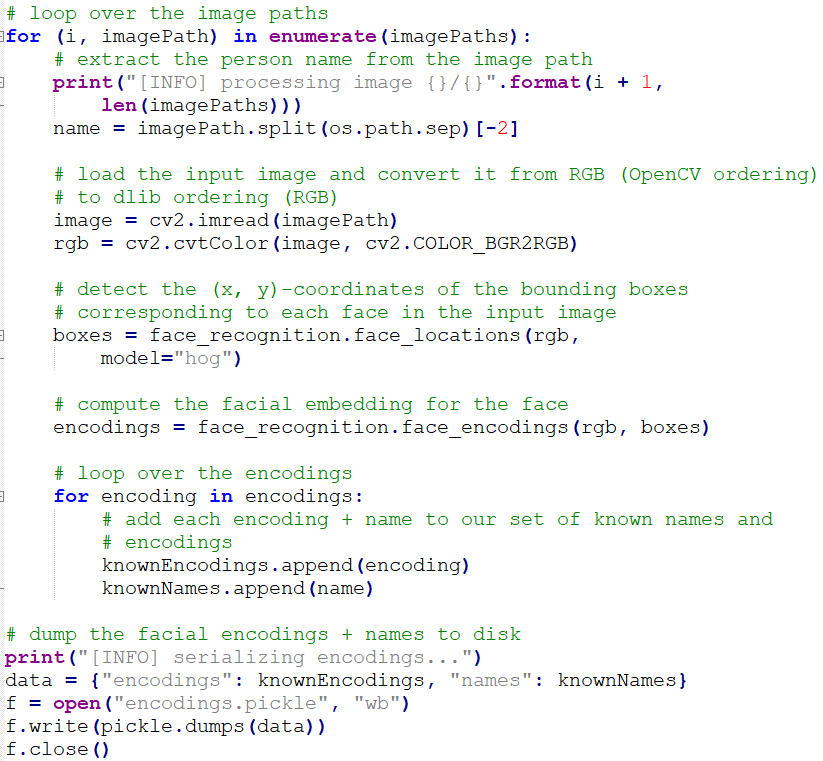 # loop over the image paths
for (i, imagePath) in enumerate(imagePaths):
    # extract the person name from the image path
    print("[INFO] processing image {}/{}".format(i + 1,
        len(imagePaths)))
    name = imagePath.split(os.path.sep)[-2]

    # load the input image and convert it from RGB (OpenCV ordering)
    # to dlib ordering (RGB)
    image = cv2.imread(imagePath)
    rgb = cv2.cvtColor(image, cv2.COLOR_BGR2RGB)

    # detect the (x, y)-coordinates of the bounding boxes
    # corresponding to each face in the input image
    boxes = face_recognition.face_locations(rgb,
        model="hog")

    # compute the facial embedding for the face
    encodings = face_recognition.face_encodings(rgb, boxes)

    # loop over the encodings
    for encoding in encodings:
        # add each encoding + name to our set of known names and
        # encodings
        knownEncodings.append(encoding)
        knownNames.append(name)

# dump the facial encodings + names to disk
print("[INFO] serializing encodings...")
data = {"encodings": knownEncodings, "names": knownNames}
f = open("encodings.pickle", "wb")
f.write(pickle.dumps(data))
f.close()